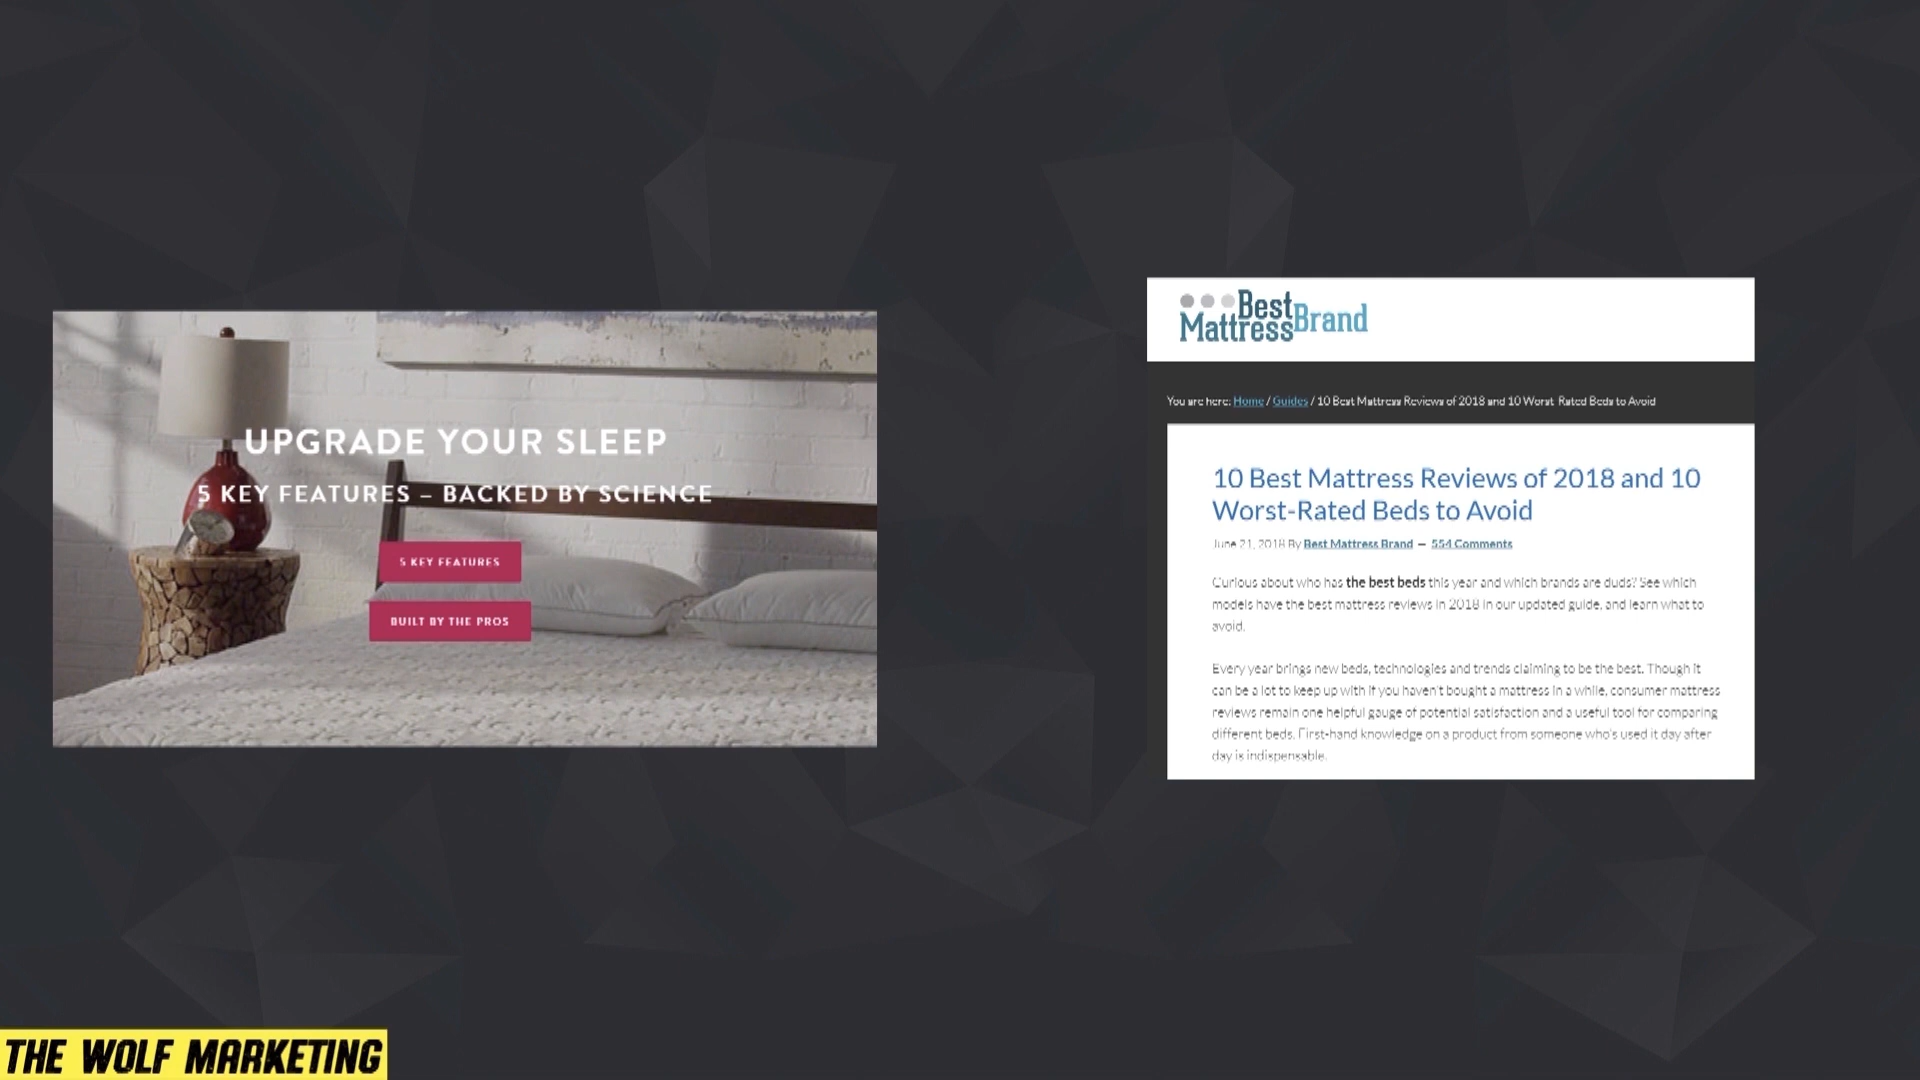 UPGRADE YOUR SLEEP
5 KEY FEATURES – BACKED BY SCIENCE
5 KEY FEATURES
BUILT BY THE PROS
Best
MattressBrand
You are here: Home / Guides / 10 Best Mattress Reviews of 2018 and 10 Worst-Rated Beds to Avoid
10 Best Mattress Reviews of 2018 and 10
Worst-Rated Beds to Avoid
June 21, 2018 By Best Mattress Brand — 554 Comments
Curious about who has the best beds this year and which brands are duds? See which
models have the best mattress reviews in 2018 in our updated guide, and learn what to
avoid.
Every year brings new beds, technologies and trends claiming to be the best. Though it
can be a lot to keep up with if you haven't bought a mattress in a while, consumer mattress
reviews remain one helpful gauge of potential satisfaction and a useful tool for comparing
different beds. First-hand knowledge on a product from someone who's used it day after
day is indispensable.
THE WOLF MARKETING